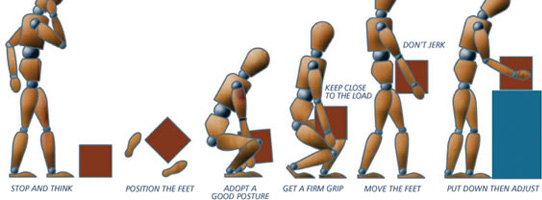 DON'T JERK
KEEP CLOSE
TO THE LOAD
STOP AND THINK
POSITION THE FEET
ADOPT A
GOOD POSTURE
GET A FIRM GRIP
MOVE THE FEET
PUT DOWN THEN ADJUST